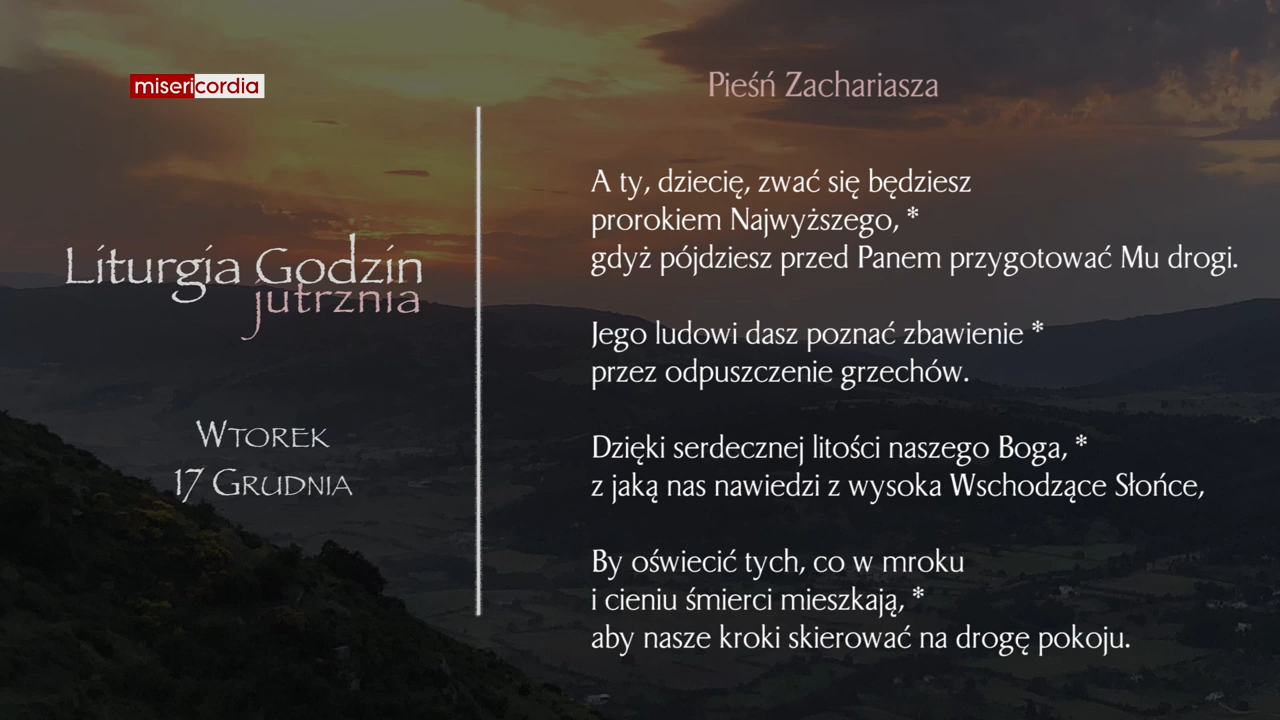 misericordia
Liturgia Godzin
jutrznia
Wtorek
17 Grudnia
Pieśń Zachariasza
A ty, dziecię, zwać się będziesz
prorokiem Najwyższego, *
gdyż pójdziesz przed Panem przygotować Mu drogi.
Jego ludowi dasz poznać zbawienie *
przez odpuszczenie grzechów.
Dzięki serdecznej litości naszego Boga, *
z jaką nas nawiedzi z wysoka Wschodzące Słońce,
By oświecić tych, co w mroku
i cieniu śmierci mieszkają, *
aby nasze kroki skierować na drogę pokoju.